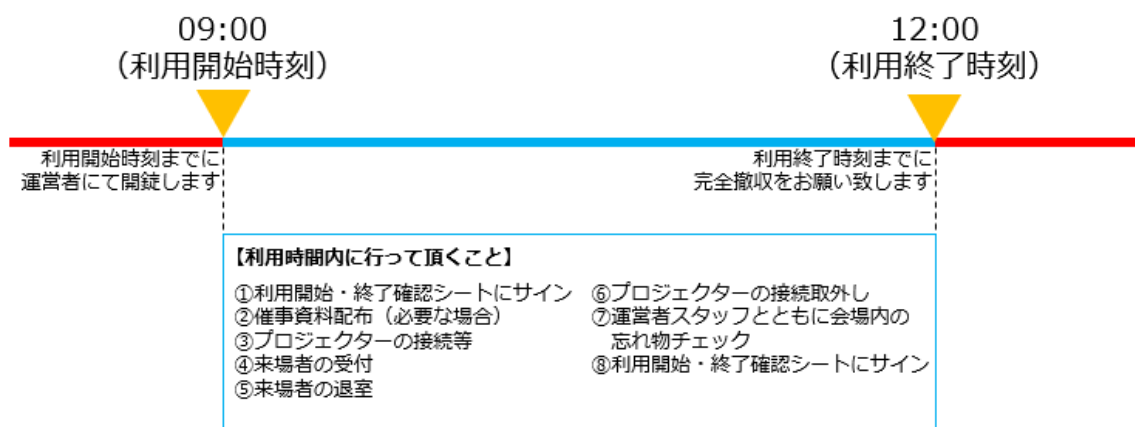 09:00
(利用開始時刻)
12:00
(利用終了時刻)
利用開始時刻までに
運営者にて開錠します
利用終了時刻までに
完全撤収をお願い致します
【利用時間内に行って頂くこと】
①利用開始・終了確認シートにサイン
②催事資料配布(必要な場合)
③プロジェクターの接続等
④来場者の受付
⑤来場者の退室
⑥プロジェクターの接続取外し
⑦運営者スタッフとともに会場内の
忘れ物チェック
⑧利用開始・終了確認シートにサイン